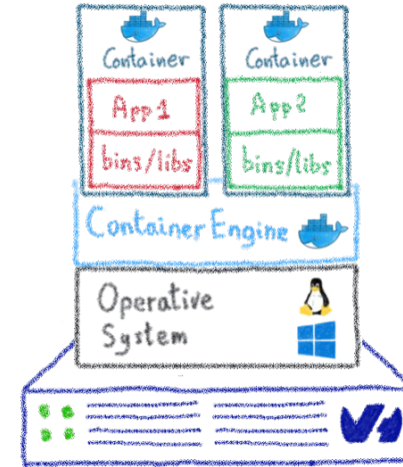 Container
App 1
bins/libs
Container
App 2
bins/libs
Container Engine
Operative
System